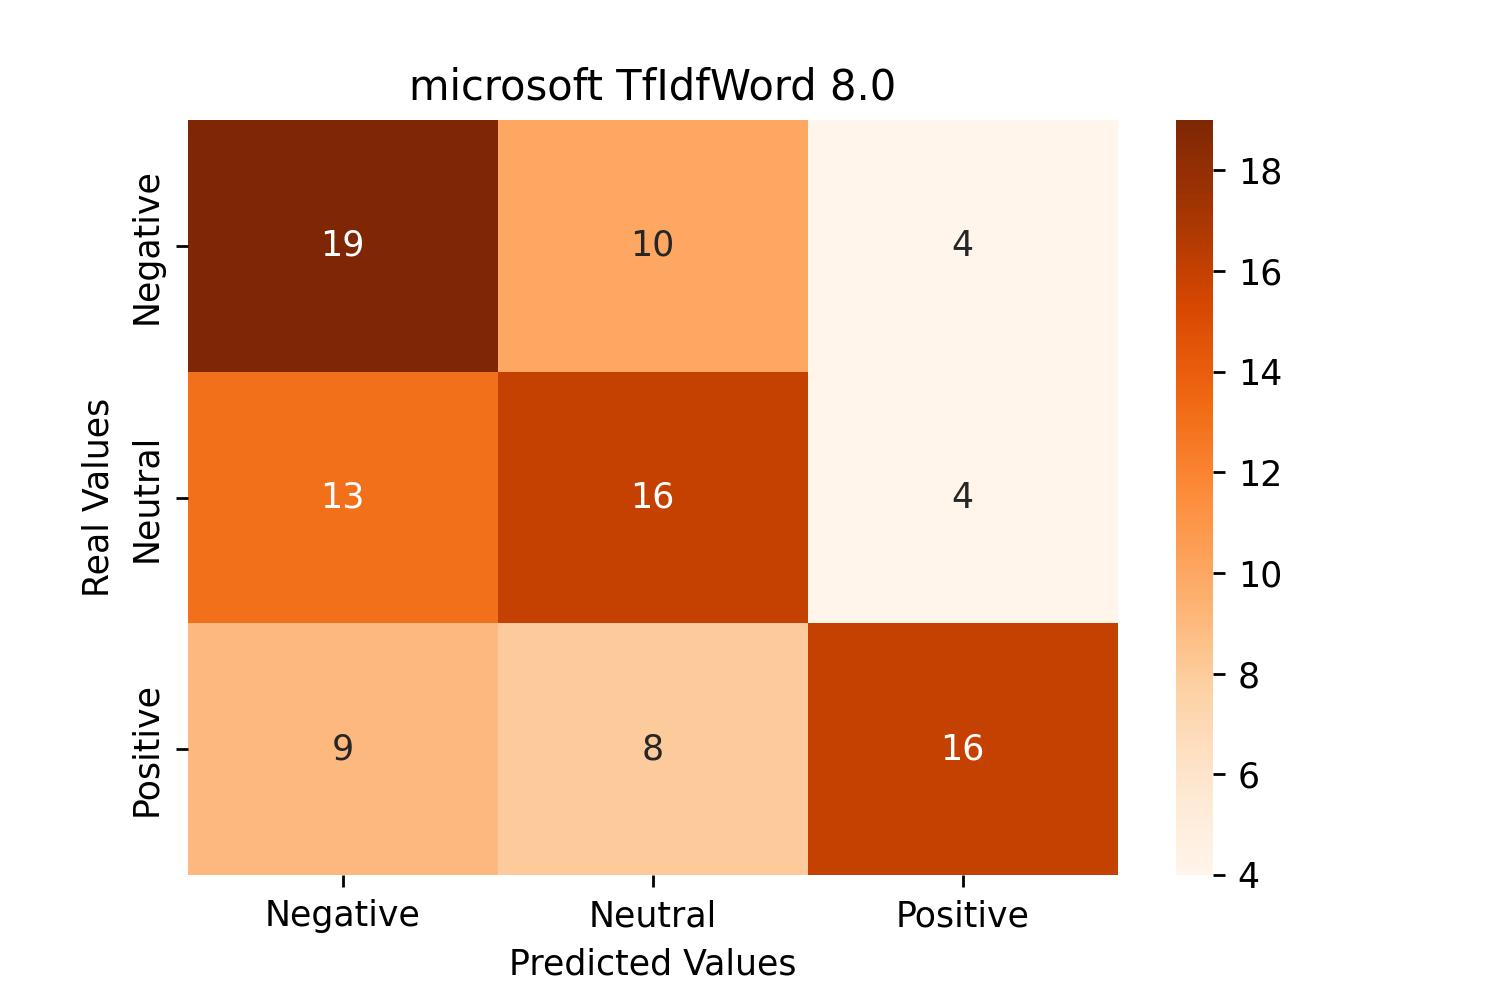 microsoft TfIdfWord 8.0
Real Values
Negative
19 10 4
Neutral
13 16 4
Positive
9 8 16
Negative Neutral Positive
Predicted Values
18
16
14
12
10
8
6
4